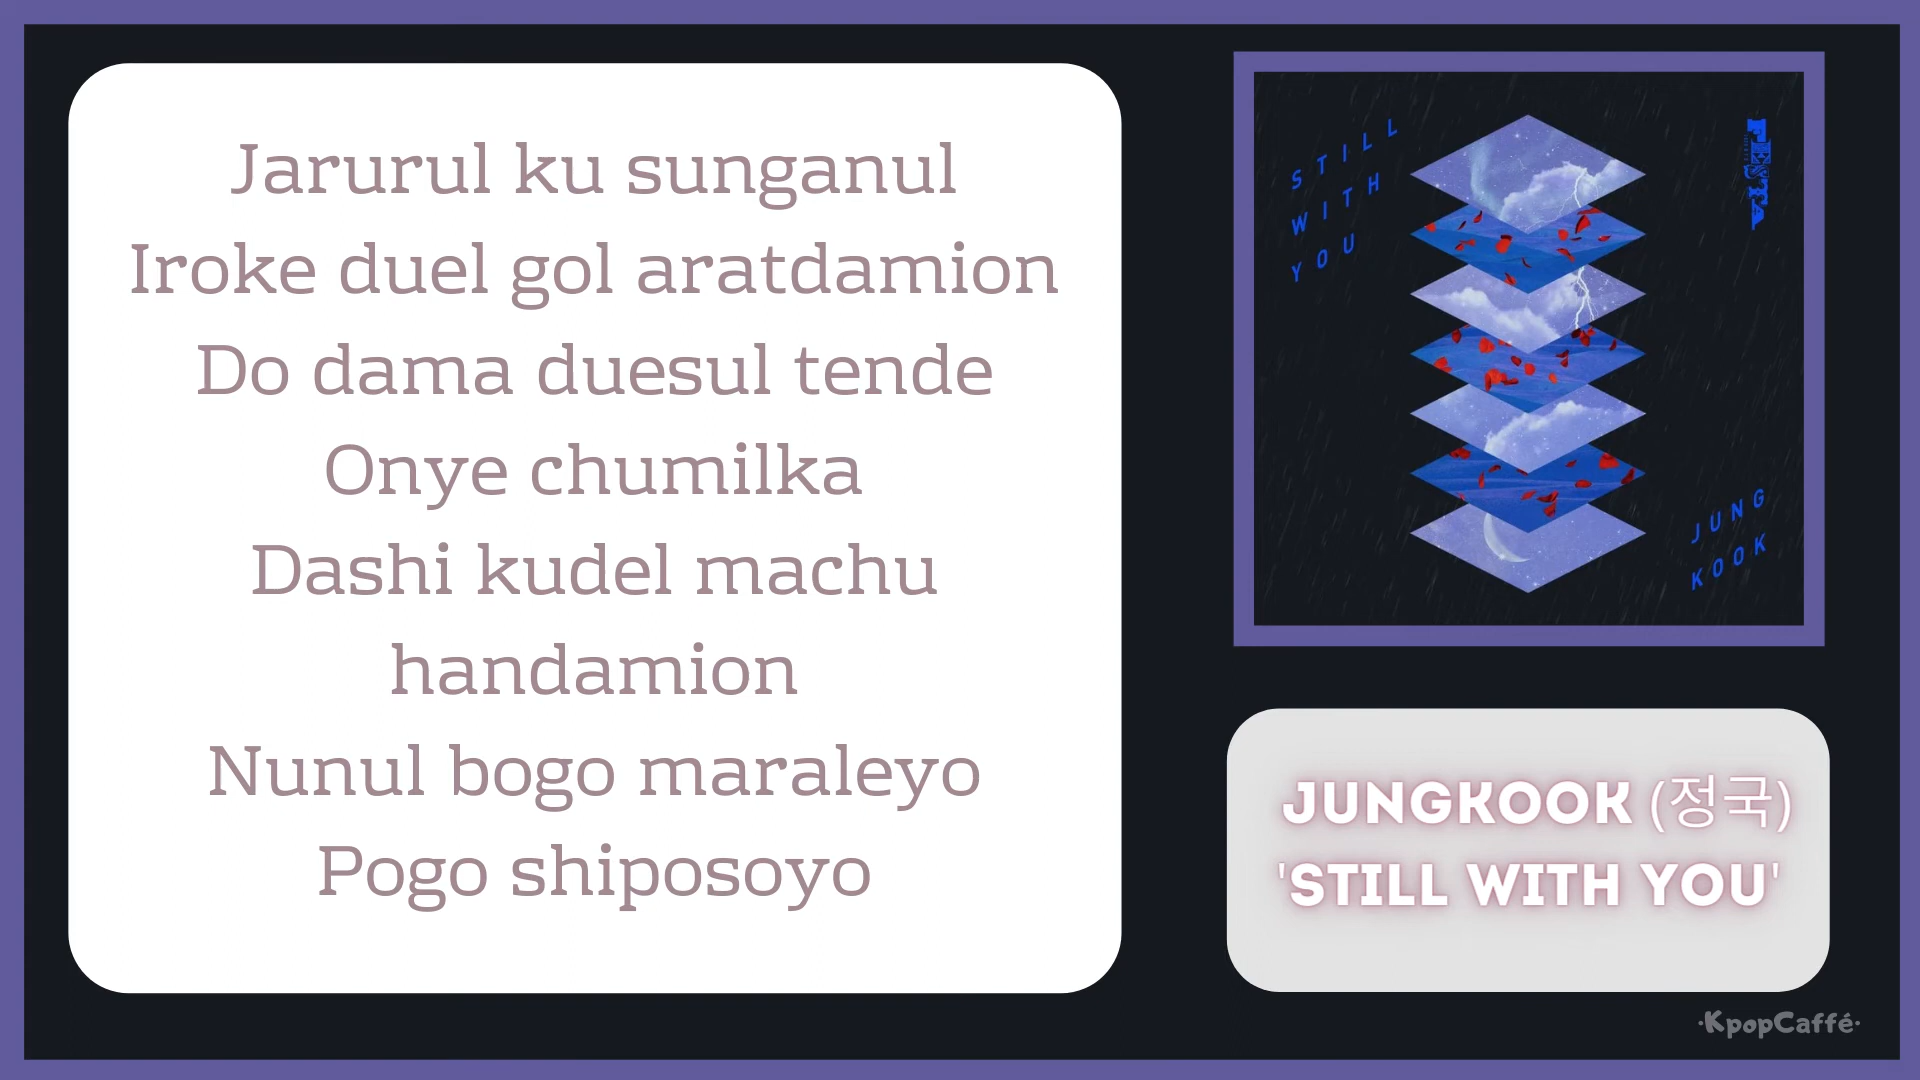 Jarurul ku sunganul
Iroke duel gol aratdamion
Do dama duesul tende
Onye chumilka
Dashi kudel machu
handamion
Nunul bogo maraleyo
Pogo shiposoyo
STILL
WITH
YOU
FESTA
JUNG
KOOK
JUNGKOOK (정국)
'STILL WITH YOU'
·KpopCaffé·